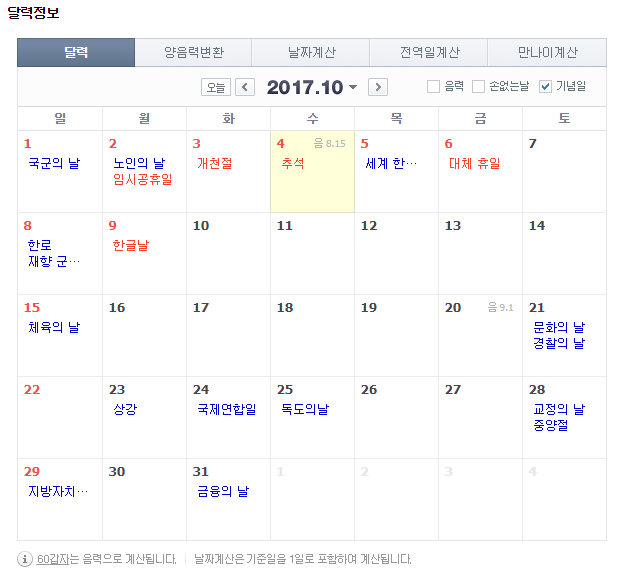 달력정보
달력 양음력변환 날짜계산 전역일계산 만나이계산
오늘 < 2017.10 > 음력 손없는날 기념일
일 월 화 수 목 금 토
1 2 3 4 음 8.15 5 6 7
국군의 날 노인의 날 개천절 추석 세계 한… 대체 휴일
임시공휴일
8 9 10 11 12 13 14
한로 한글날
재향 군…
15 16 17 18 19 20 음 9.1 21
체육의 날 문화의 날
경찰의 날
22 23 24 25 26 27 28
상강 국제연합일 독도의날 교정의 날
중양절
29 30 31 1 2 3 4
지방자치… 금융의 날
60갑자는 음력으로 계산됩니다. 날짜계산은 기준일을 1일로 포함하여 계산됩니다.